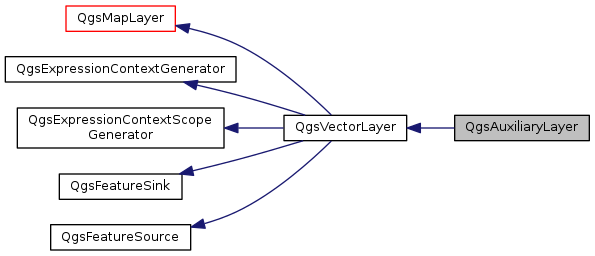 QgsMapLayer
QgsExpressionContextGenerator
QgsExpressionContextScope
Generator
QgsVectorLayer
QgsAuxiliaryLayer
QgsFeatureSink
QgsFeatureSource